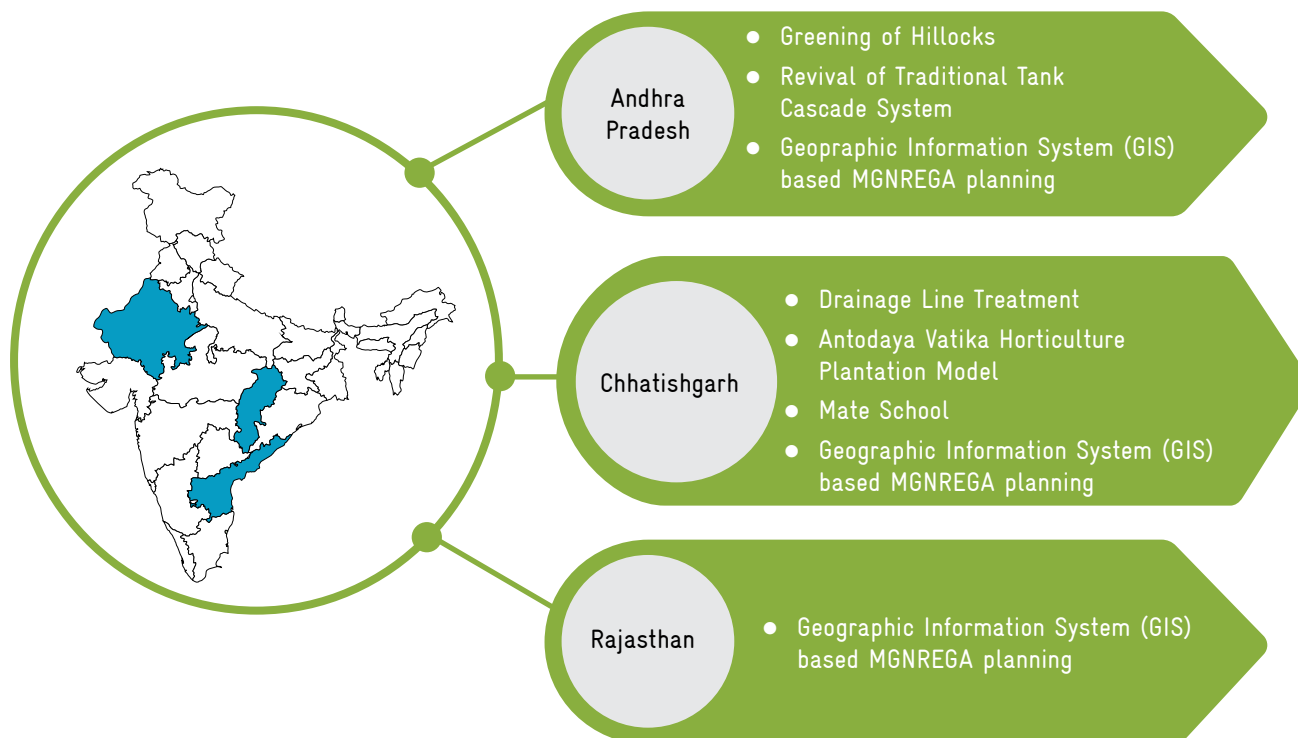 Andhra
Pradesh
● Greening of Hillocks
● Revival of Traditional Tank
Cascade System
● Geopraphic Information System (GIS)
based MGNREGA planning
Chhatishgarh
● Drainage Line Treatment
● Antodaya Vatika Horticulture
Plantation Model
● Mate School
● Geographic Information System (GIS)
based MGNREGA planning
Rajasthan
● Geographic Information System (GIS)
based MGNREGA planning